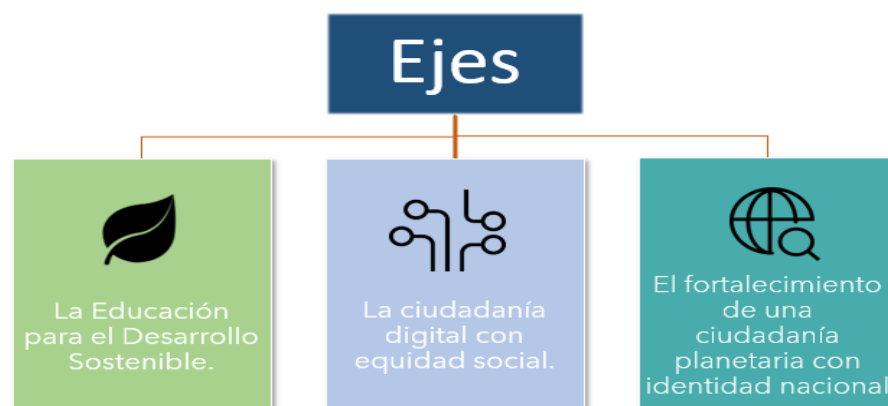 Ejes
La Educación
para el Desarrollo
Sostenible.
La ciudadanía
digital con
equidad social.
El fortalecimiento
de una
ciudadanía
planetaria con
identidad nacional